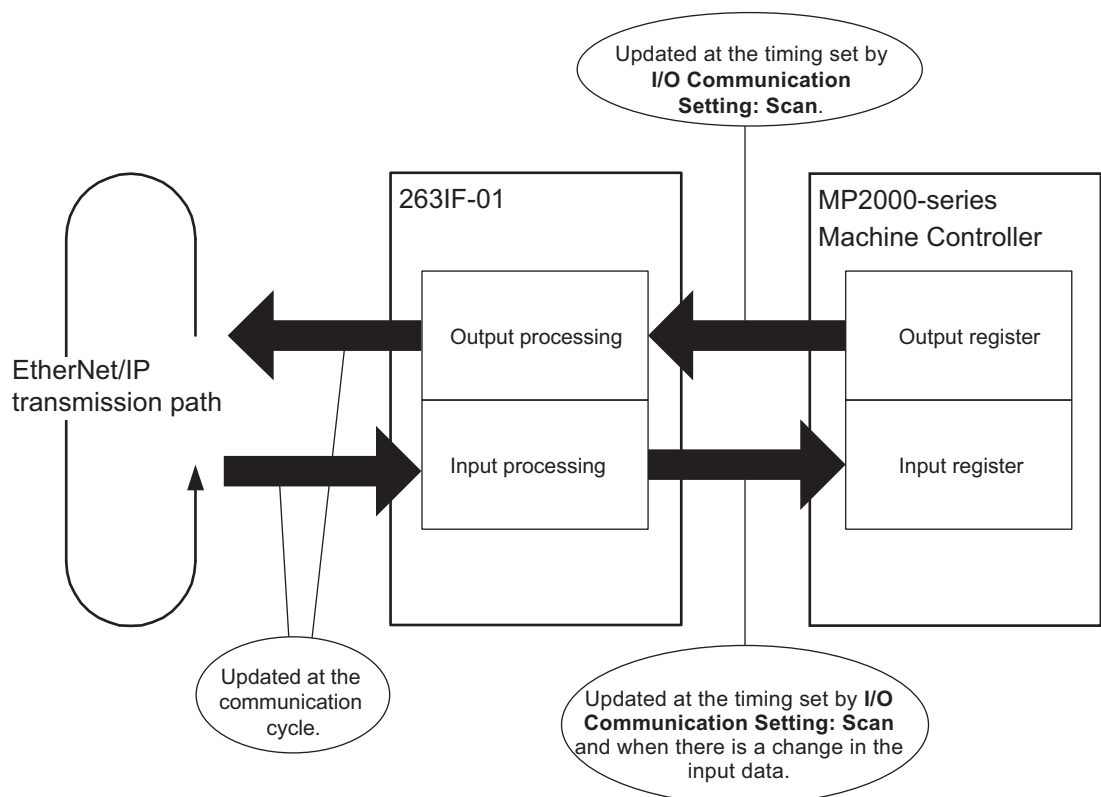 Updated at the timing set by
I/O Communication
Setting: Scan.
263IF-01
MP2000-series
Machine Controller
Output processing
Output register
EtherNet/IP
transmission path
Input processing
Input register
Updated at the
communication
cycle.
Updated at the timing set by I/O
Communication Setting: Scan
and when there is a change in the
input data.